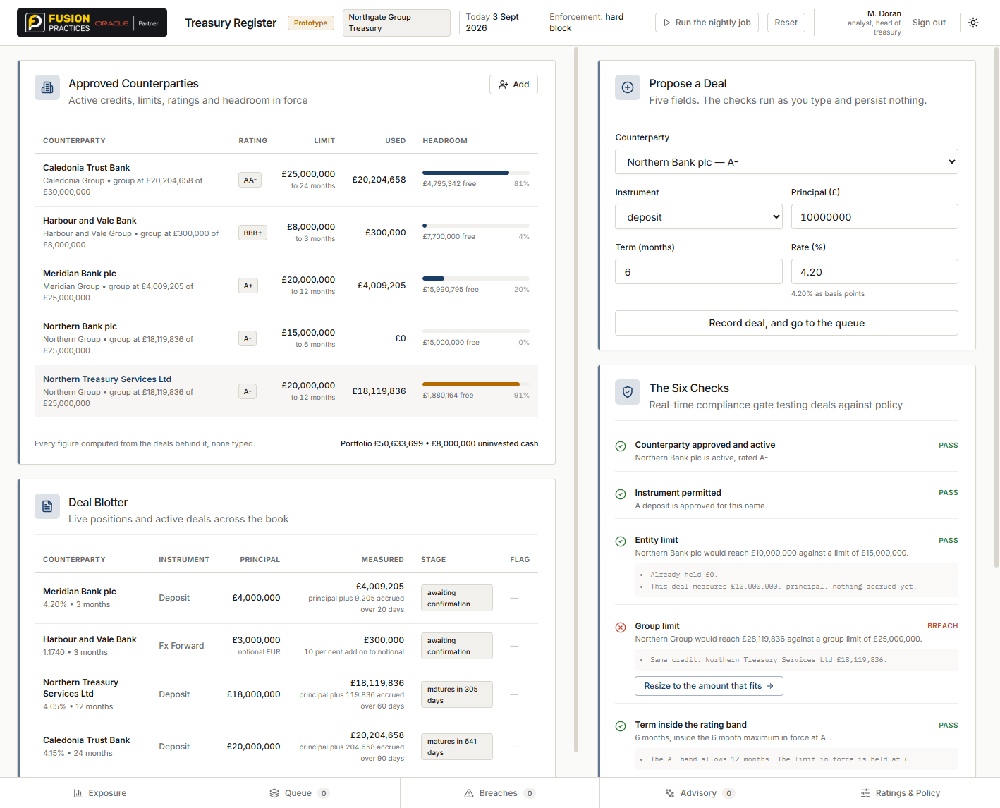 FUSION
PRACTICES
ORACLE
Partner
Treasury Register
Prototype
Northgate Group
Treasury
Today 3 Sept
2026
Enforcement: hard
block
Run the nightly job
Reset
M. Doran
analyst, head of
treasury
Sign out
Approved Counterparties
Active credits, limits, ratings and headroom in force
Add
COUNTERPARTY RATING LIMIT USED HEADROOM
Caledonia Trust Bank
Caledonia Group • group at £20,204,658 of
£30,000,000
AA-
£25,000,000
to 24 months
£20,204,658
£4,795,342 free 81%
Harbour and Vale Bank
Harbour and Vale Group • group at £300,000 of
£8,000,000
BBB+
£8,000,000
to 3 months
£300,000
£7,700,000 free 4%
Meridian Bank plc
Meridian Group • group at £4,009,205 of
£25,000,000
A+
£20,000,000
to 12 months
£4,009,205
£15,990,795 free 20%
Northern Bank plc
Northern Group • group at £18,119,836 of
£25,000,000
A-
£15,000,000
to 6 months
£0
£15,000,000 free 0%
Northern Treasury Services Ltd
Northern Group • group at £18,119,836 of
£25,000,000
A-
£20,000,000
to 12 months
£18,119,836
£1,880,164 free 91%
Every figure computed from the deals behind it, none typed.
Portfolio £50,633,699 • £8,000,000 uninvested cash
Deal Blotter
Live positions and active deals across the book
COUNTERPARTY INSTRUMENT PRINCIPAL MEASURED STAGE FLAG
Meridian Bank plc
4.20% • 3 months
Deposit
£4,000,000
£4,009,205
principal plus 9,205 accrued
over 20 days
awaiting
confirmation
—
Harbour and Vale Bank
1.1740 • 3 months
Fx Forward
£3,000,000
notional EUR
£300,000
10 per cent add on to notional
awaiting
confirmation
—
Northern Treasury
Services Ltd
4.05% • 12 months
Deposit
£18,000,000
£18,119,836
principal plus 119,836 accrued
over 60 days
matures in 305
days
—
Caledonia Trust Bank
4.15% • 24 months
Deposit
£20,000,000
£20,204,658
principal plus 204,658 accrued
over 90 days
matures in 641
days
—
Propose a Deal
Five fields. The checks run as you type and persist nothing.
Counterparty
Northern Bank plc — A-
Instrument
deposit
Principal (£)
10000000
Term (months)
6
Rate (%)
4.20
4.20% as basis points
Record deal, and go to the queue
The Six Checks
Real-time compliance gate testing deals against policy
Counterparty approved and active PASS
Northern Bank plc is active, rated A-.
Instrument permitted PASS
A deposit is approved for this name.
Entity limit PASS
Northern Bank plc would reach £10,000,000 against a limit of £15,000,000.
• Already held £0.
• This deal measures £10,000,000, principal, nothing accrued yet.
Group limit BREACH
Northern Group would reach £28,119,836 against a group limit of £25,000,000.
• Same credit: Northern Treasury Services Ltd £18,119,836.
Resize to the amount that fits →
Term inside the rating band PASS
6 months, inside the 6 month maximum in force at A-.
• The A- band allows 12 months. The limit in force is held at 6.
Exposure
Queue 0
Breaches 0
Advisory 0
Ratings & Policy